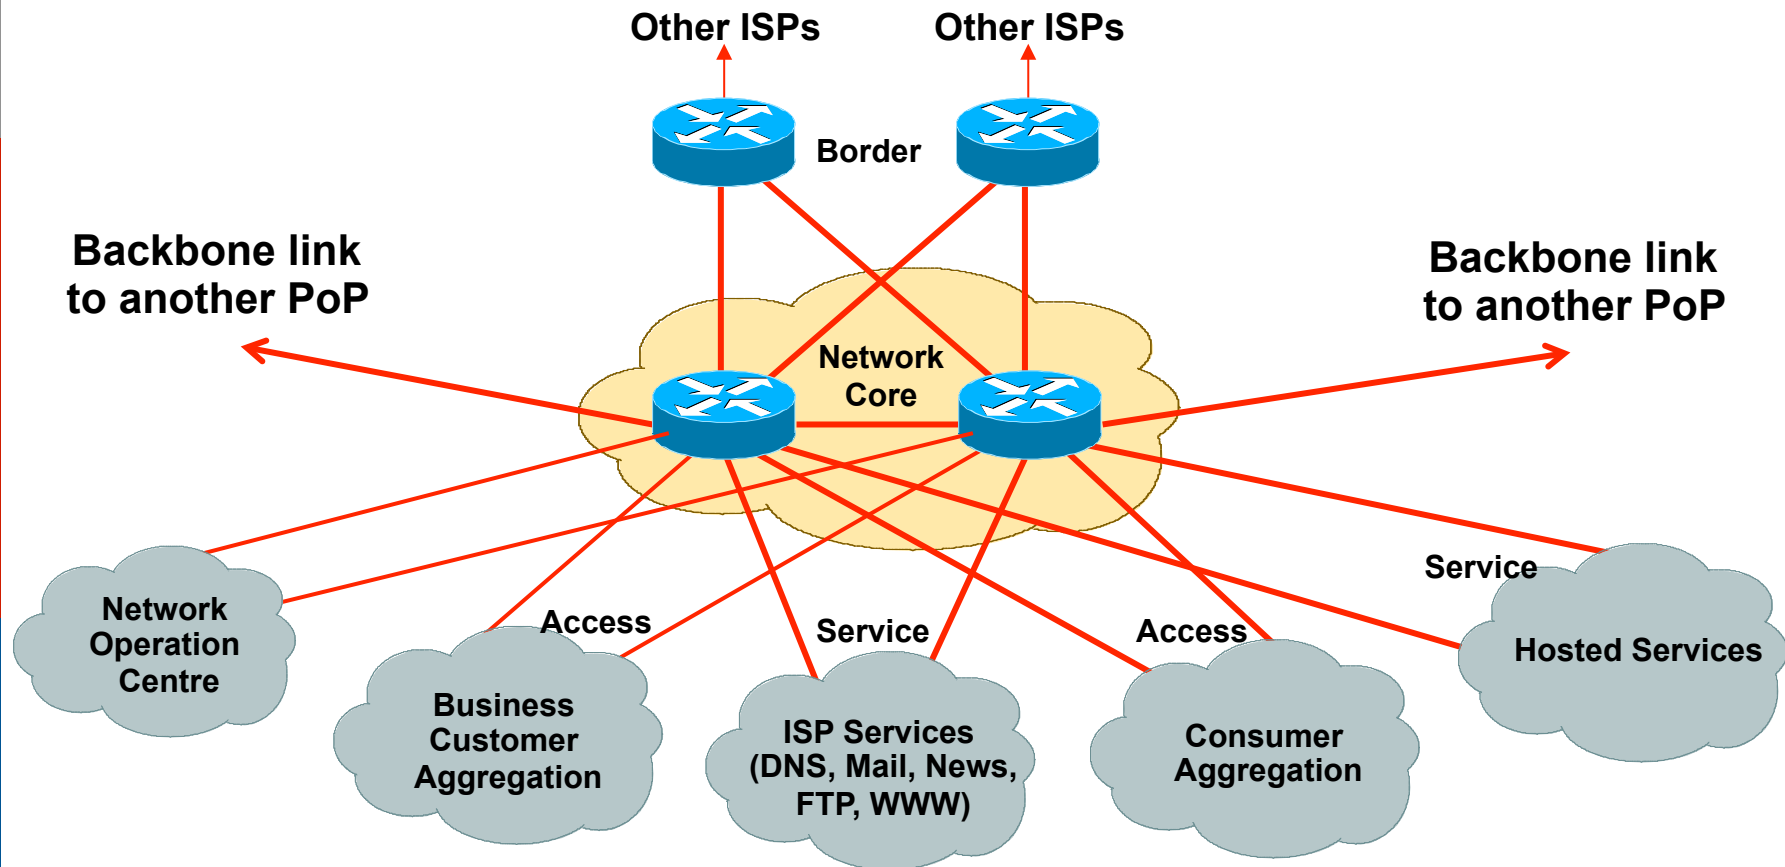 Other ISPs
Other ISPs
Border
Backbone link
to another PoP
Backbone link
to another PoP
Network
Core
Service
Access
Service
Access
Network
Operation
Centre
Business
Customer
Aggregation
ISP Services
(DNS, Mail, News,
FTP, WWW)
Consumer
Aggregation
Hosted Services